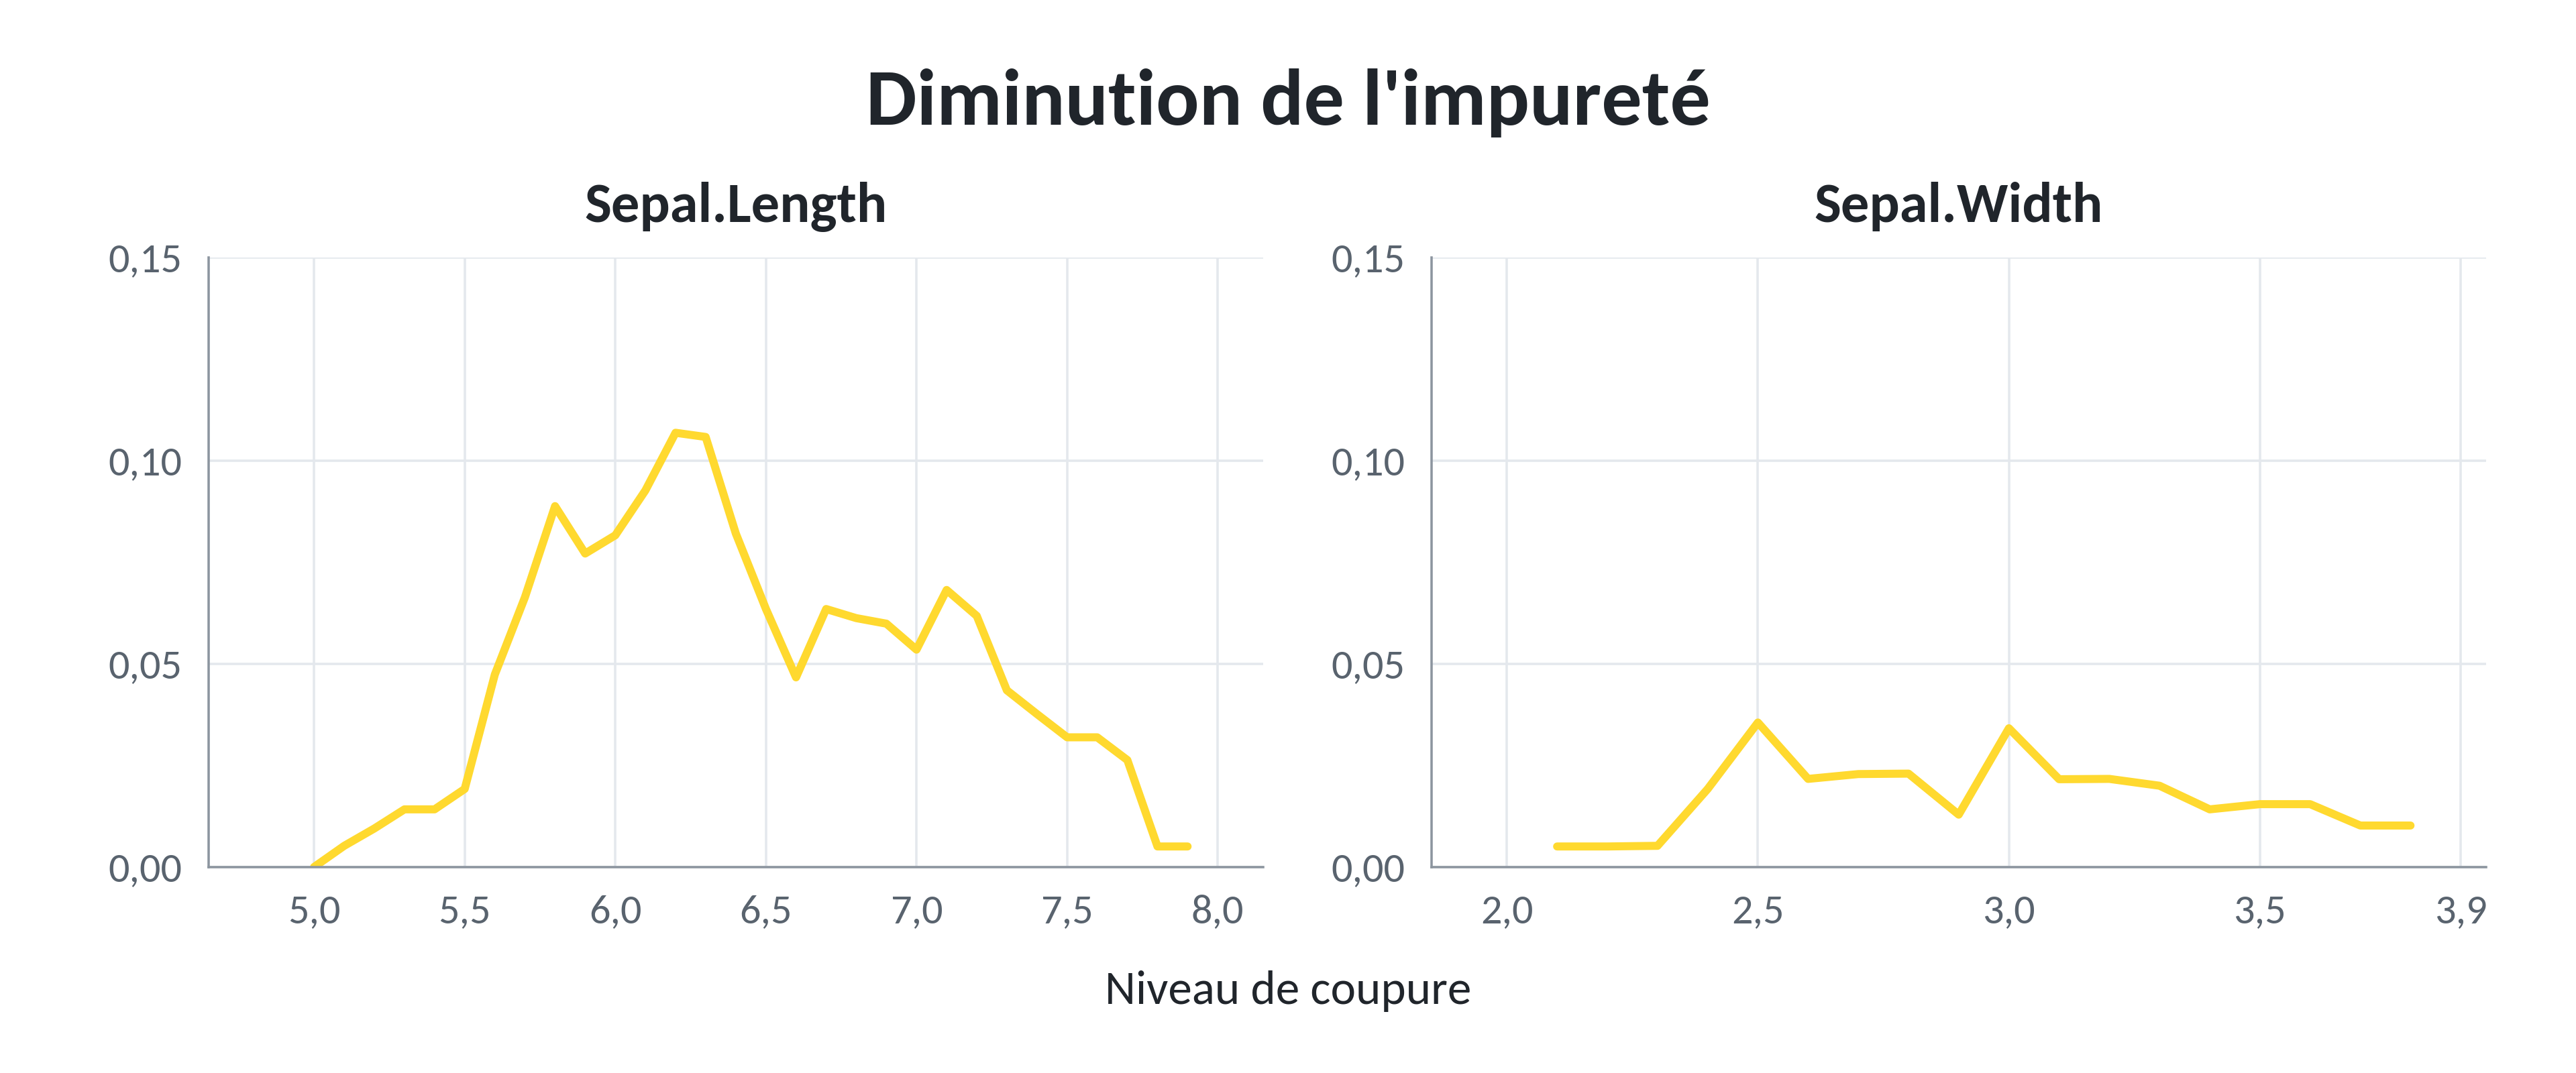 Diminution de l'impureté
Sepal.Length
0,15
0,10
0,05
0,00
5,0 5,5 6,0 6,5 7,0 7,5 8,0
Sepal.Width
0,15
0,10
0,05
0,00
2,0 2,5 3,0 3,5 3,9
Niveau de coupure